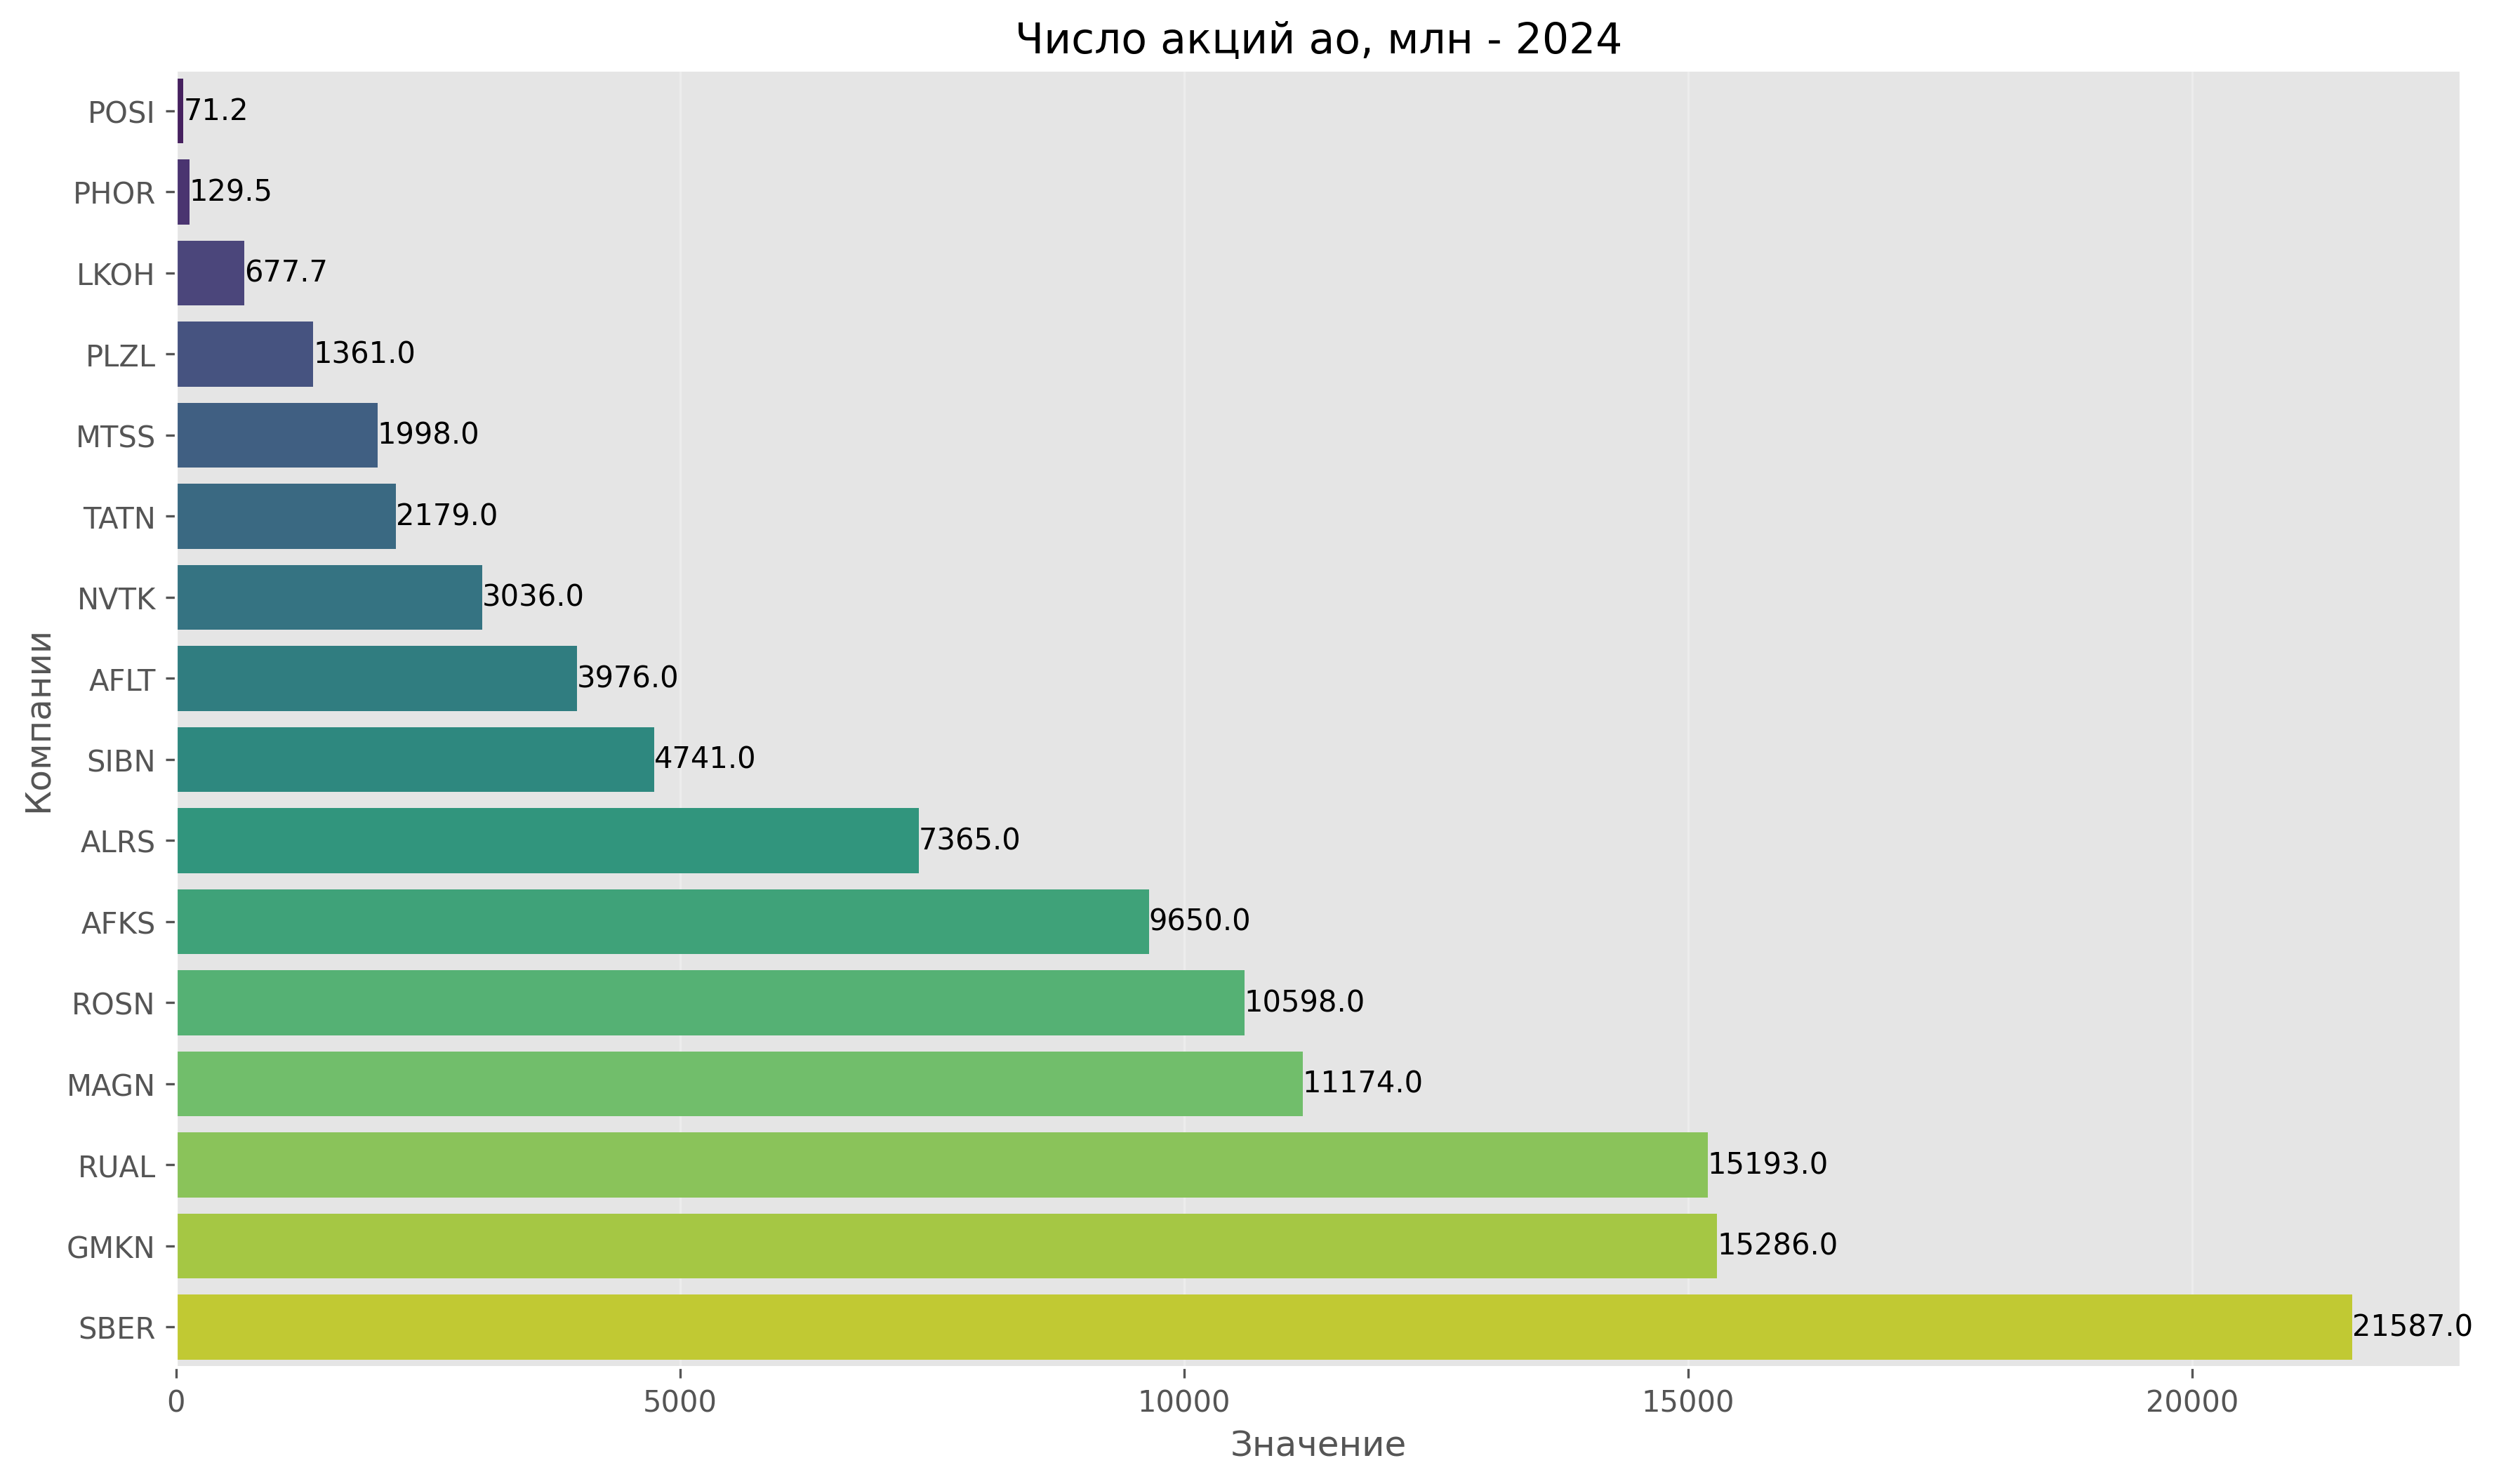 Число акций ао, млн - 2024
Компании
POSI 71.2
PHOR 129.5
LKOH 677.7
PLZL 1361.0
MTSS 1998.0
TATN 2179.0
NVTK 3036.0
AFLT 3976.0
SIBN 4741.0
ALRS 7365.0
AFKS 9650.0
ROSN 10598.0
MAGN 11174.0
RUAL 15193.0
GMKN 15286.0
SBER 21587.0
0 5000 10000 15000 20000
Значение